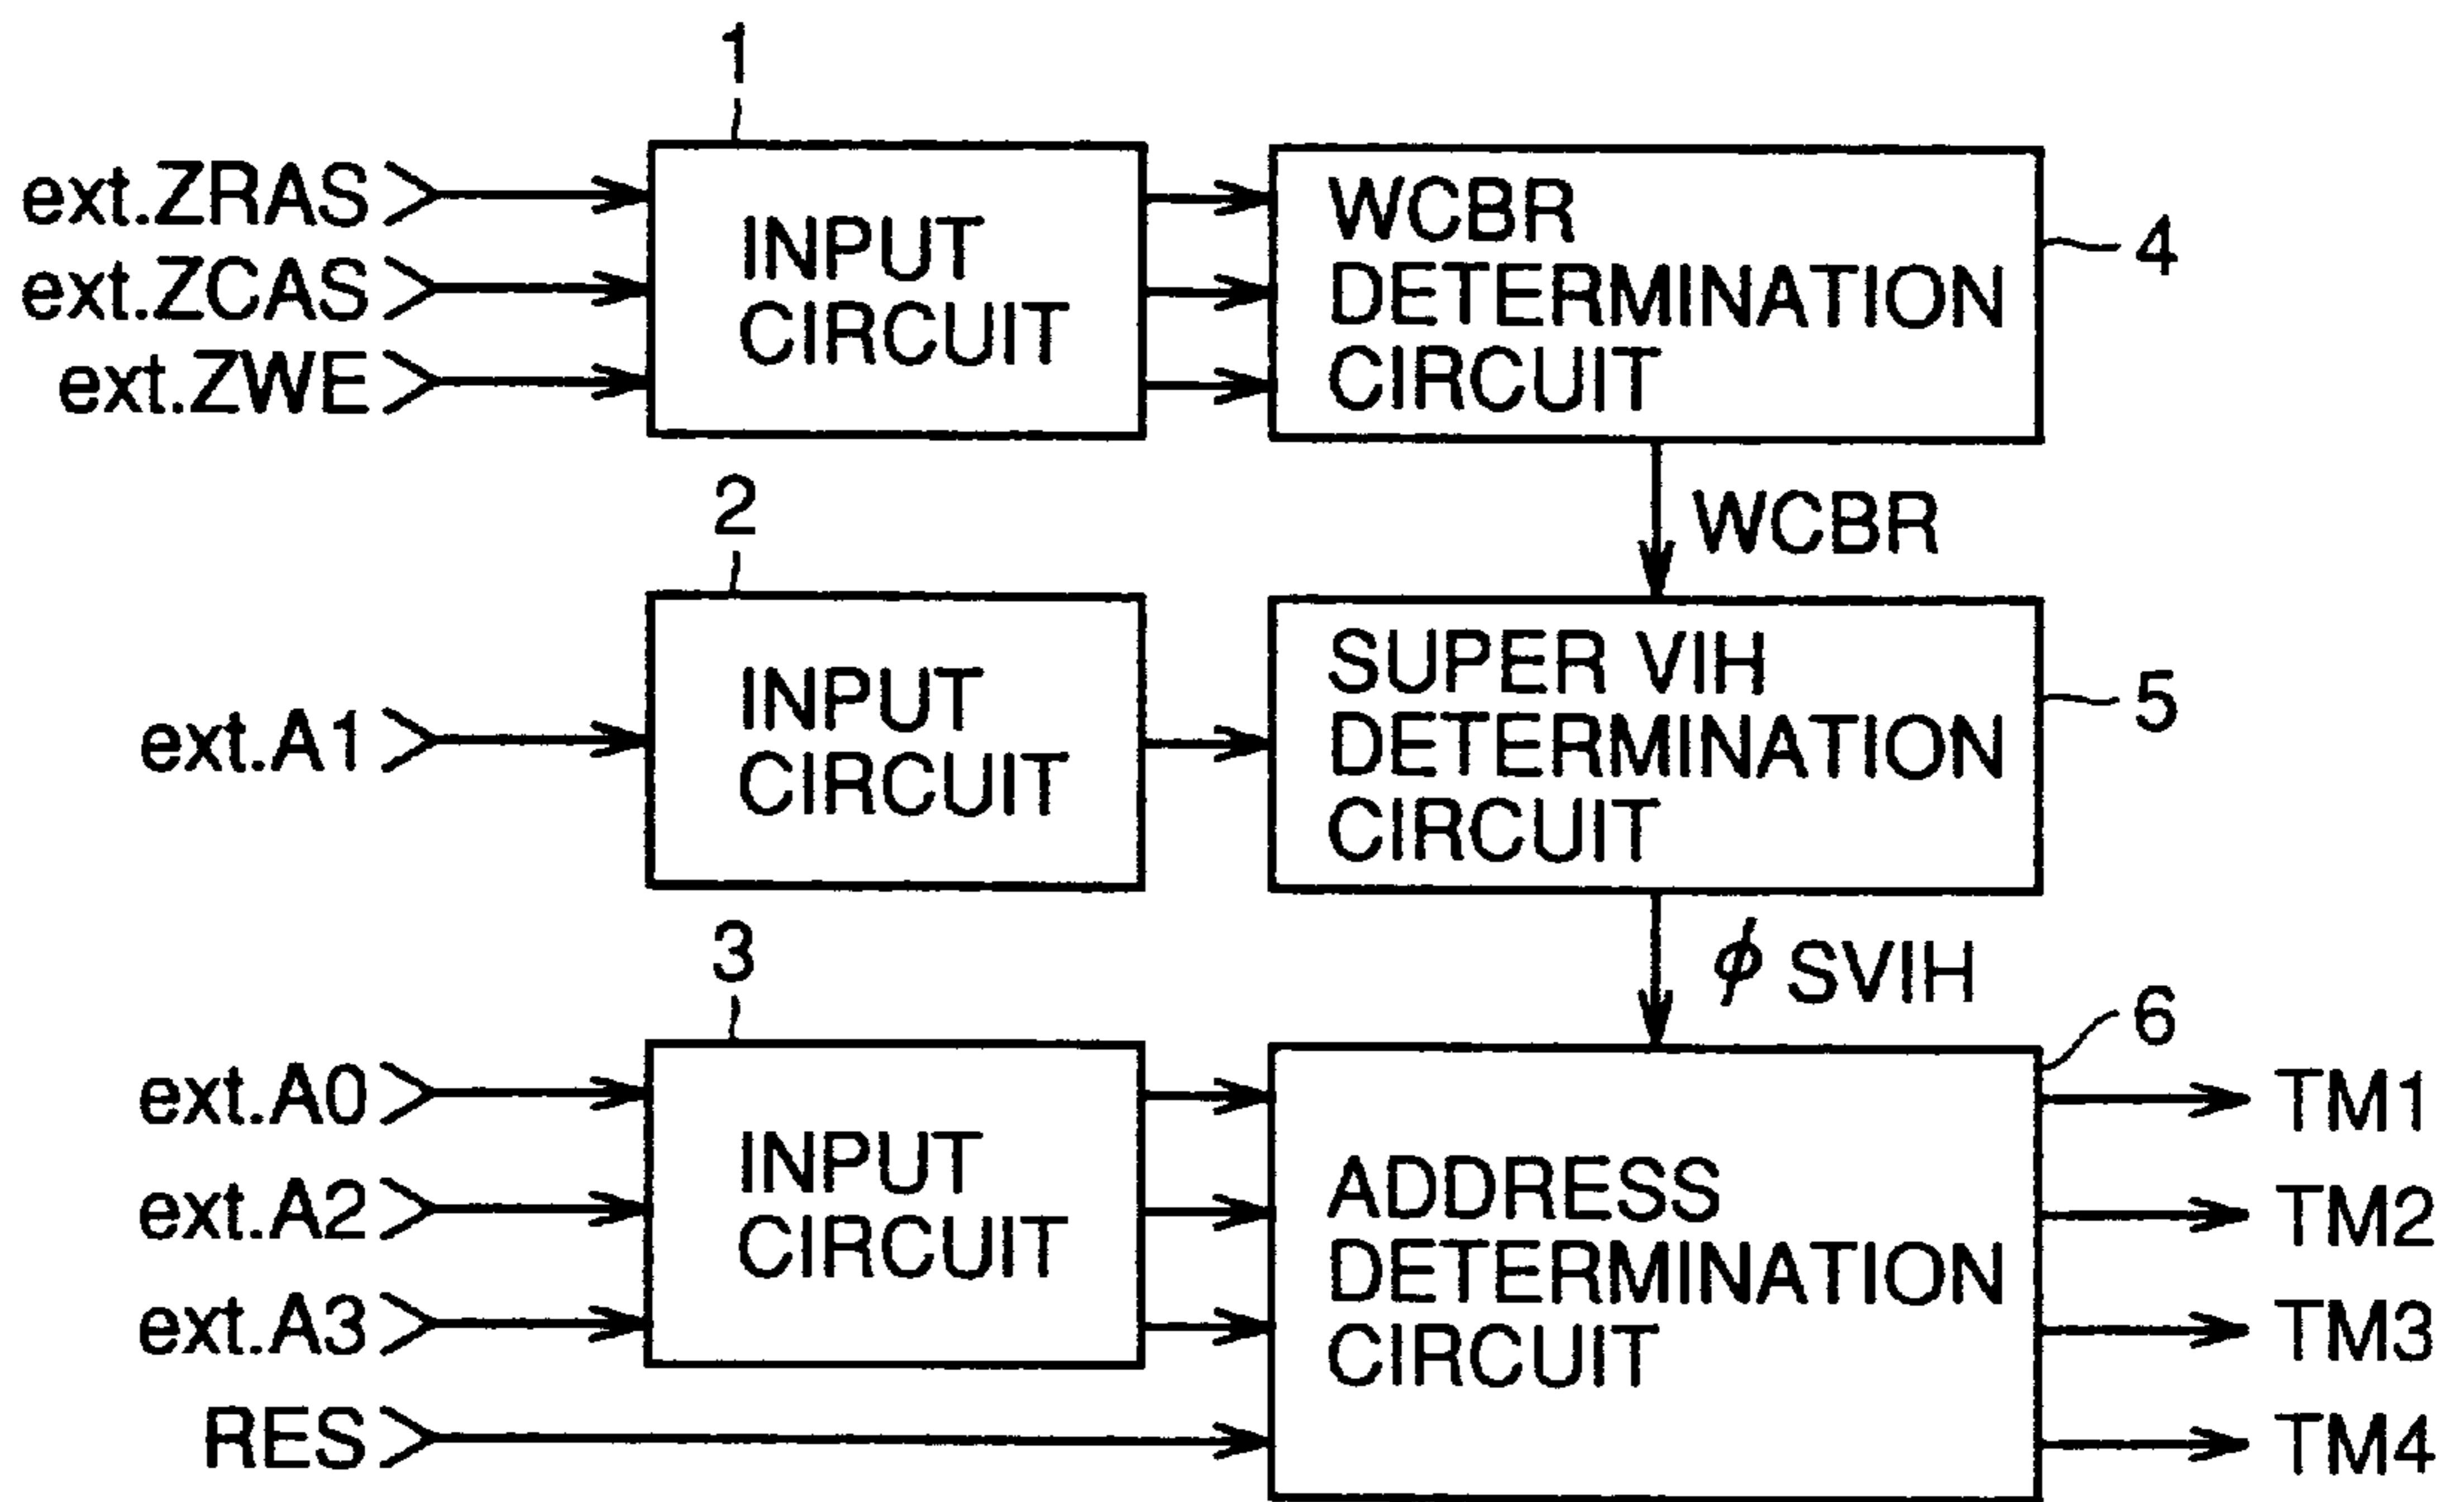 1
ext.ZRAS
ext.ZCAS
ext.ZWE
INPUT
CIRCUIT
WCBR
DETERMINATION
CIRCUIT
4
WCBR
2
ext.A1
INPUT
CIRCUIT
SUPER VIH
DETERMINATION
CIRCUIT
5
ϕ SVIH
3
ext.A0
ext.A2
ext.A3
RES
INPUT
CIRCUIT
ADDRESS
DETERMINATION
CIRCUIT
6
TM1
TM2
TM3
TM4